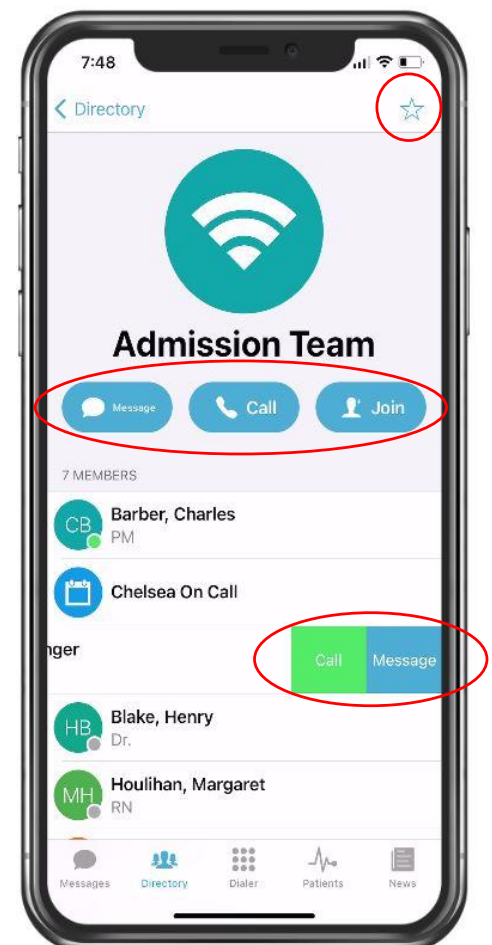 7:48
Directory
Admission Team
Message Call Join
7 MEMBERS
CB Barber, Charles
PM
Chelsea On Call
nger Call Message
HB Blake, Henry
Dr.
MH Houlihan, Margaret
RN
Messages Directory Dialer Patients News